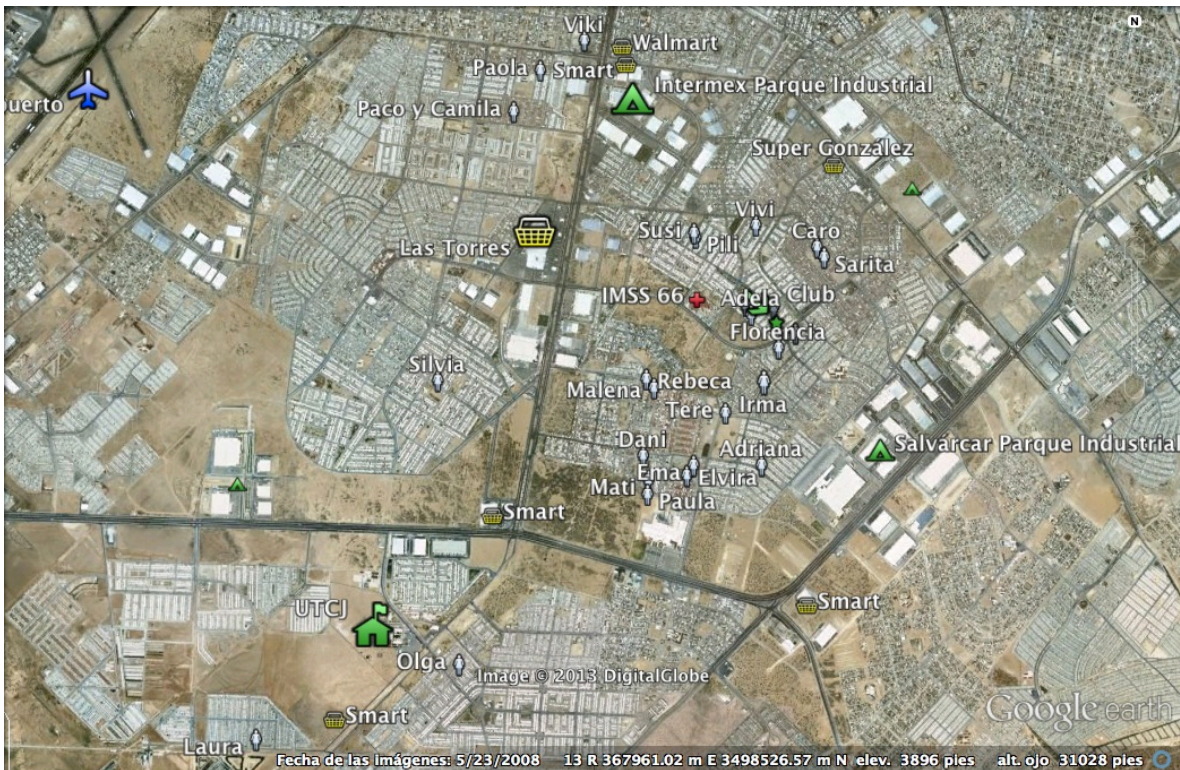 N
Viki
Walmart
Paola
Smart
Intermex Parque Industrial
uerto
Paco y Camila
Super González
Vivi
Susi
Pili
Caro
Sarita
Las Torres
IMSS 66
Adela
Club
Florencia
Silvia
Malena
Rebeca
Tere
Irma
Dani
Adriana
Salvarcar Parque Industrial
Ema
Elvira
Mati
Paula
Smart
UTCJ
Smart
Olga
Image © 2013 DigitalGlobe
Smart
Google earth
Laura
Fecha de las imágenes: 5/23/2008 13 R 367961.02 m E 3498526.57 m N elev. 3896 pies alt. ojo 31028 pies